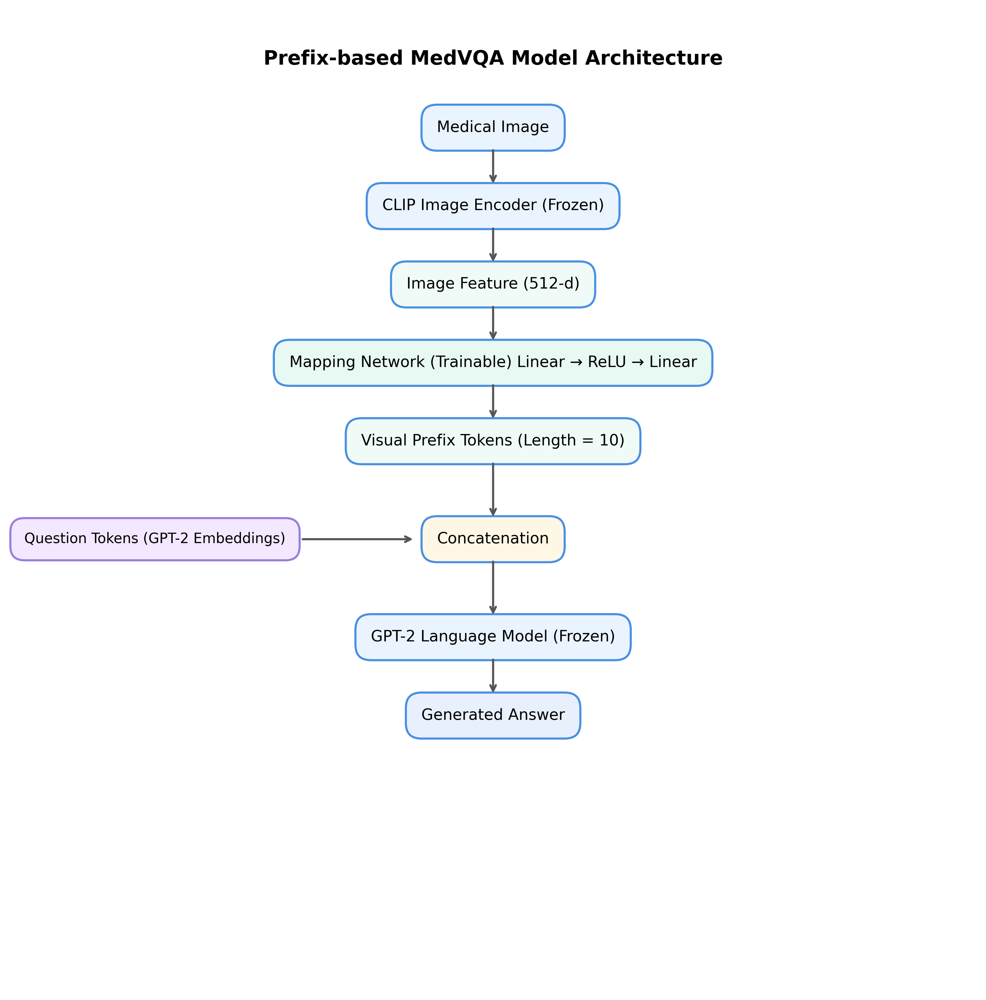 Prefix-based MedVQA Model Architecture
Medical Image
CLIP Image Encoder (Frozen)
Image Feature (512-d)
Mapping Network (Trainable) Linear → ReLU → Linear
Visual Prefix Tokens (Length = 10)
Question Tokens (GPT-2 Embeddings)
Concatenation
GPT-2 Language Model (Frozen)
Generated Answer